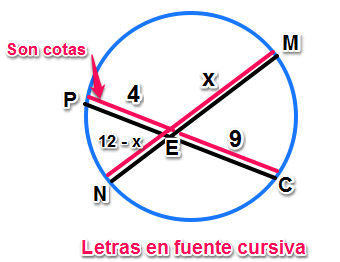 M
Son cotas
x
P
4
12 - x
E
9
N
C
Letras en fuente cursiva